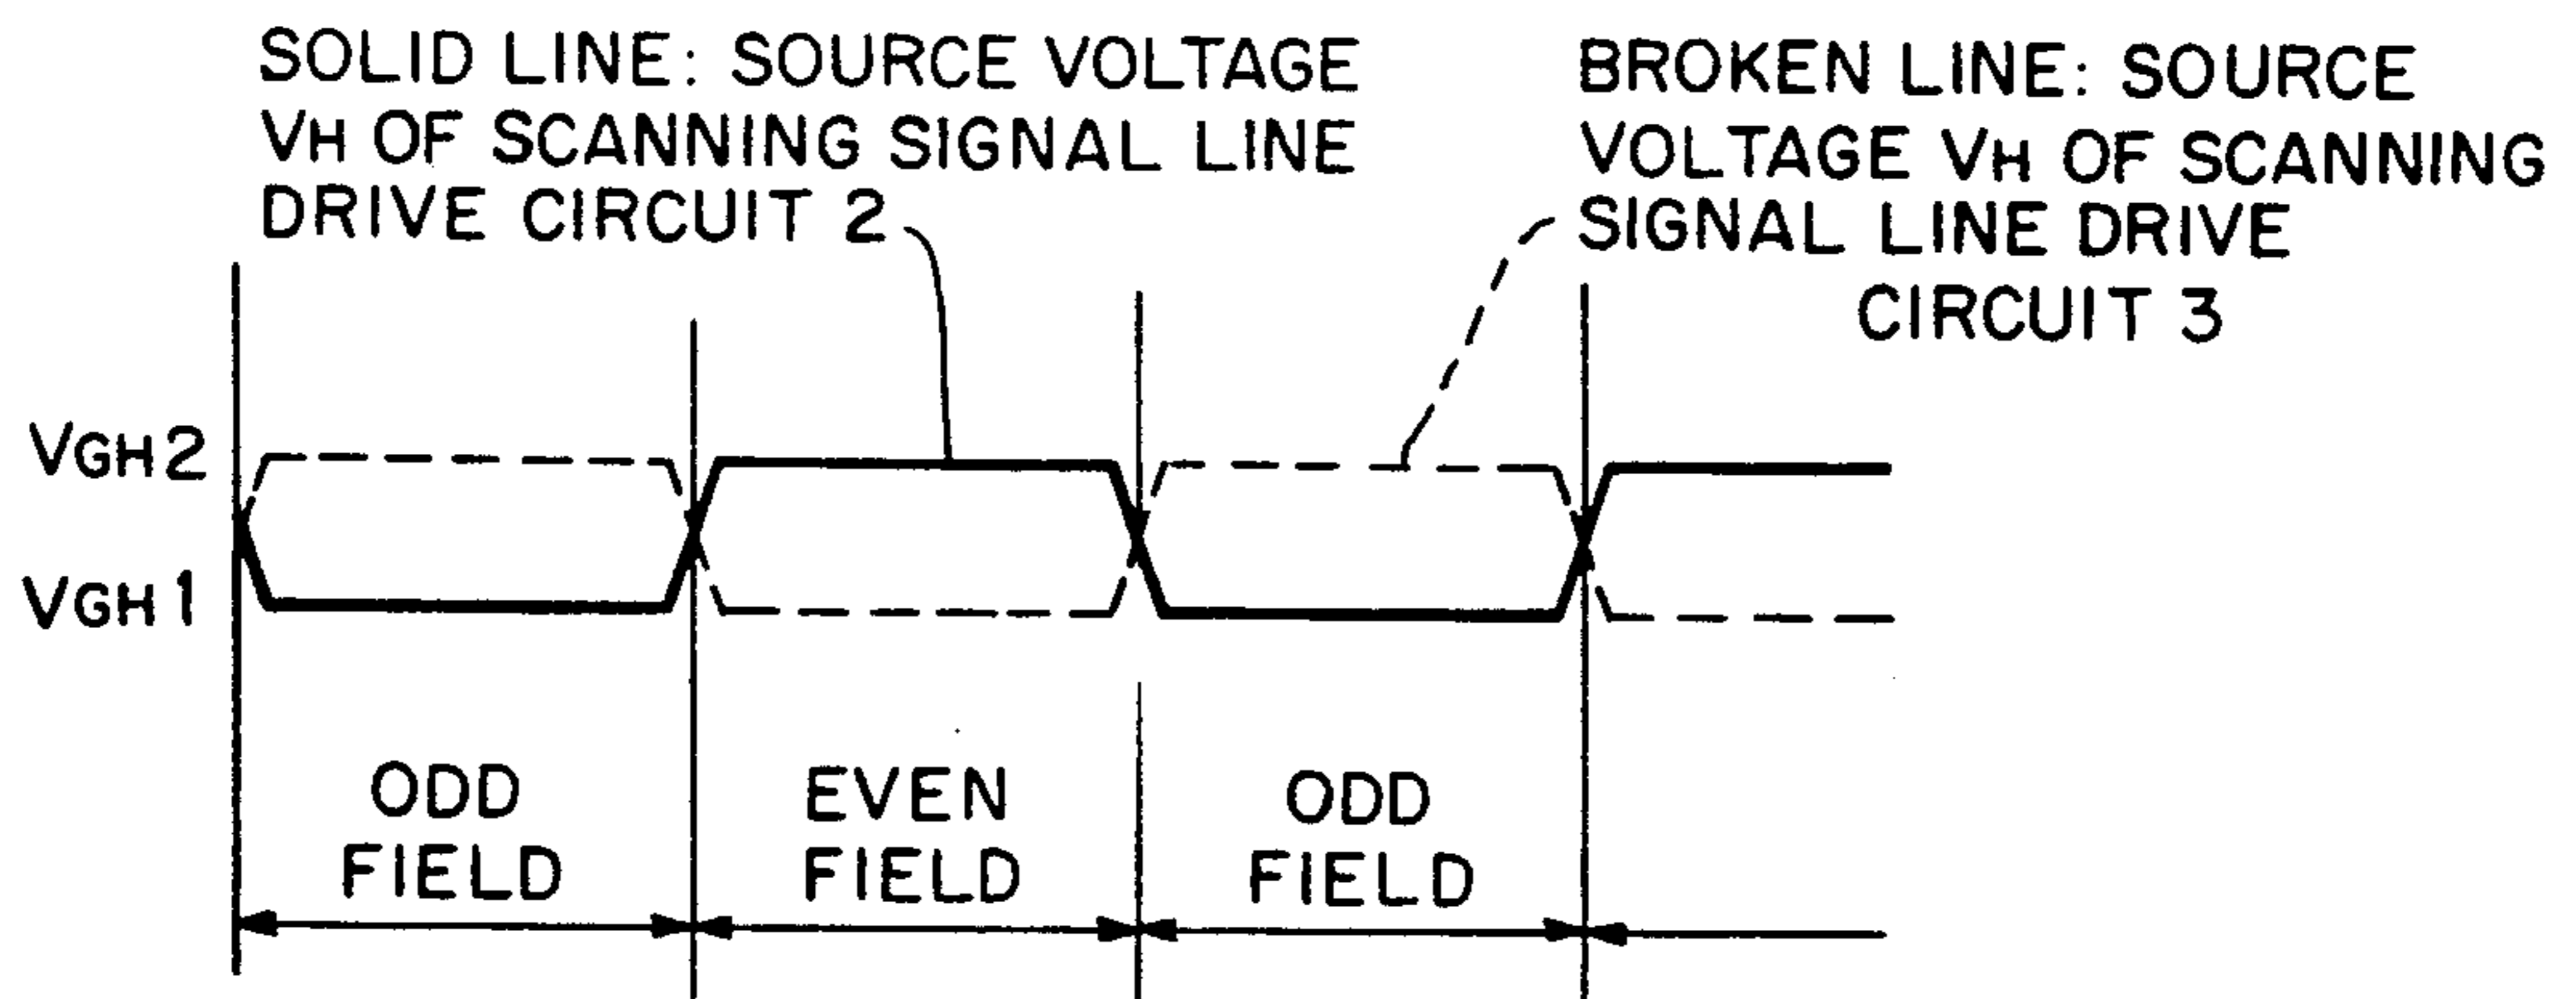 SOLID LINE: SOURCE VOLTAGE
VH OF SCANNING SIGNAL LINE
DRIVE CIRCUIT 2
BROKEN LINE: SOURCE
VOLTAGE VH OF SCANNING
SIGNAL LINE DRIVE
CIRCUIT 3
VGH2
VGH1
ODD
FIELD
EVEN
FIELD
ODD
FIELD